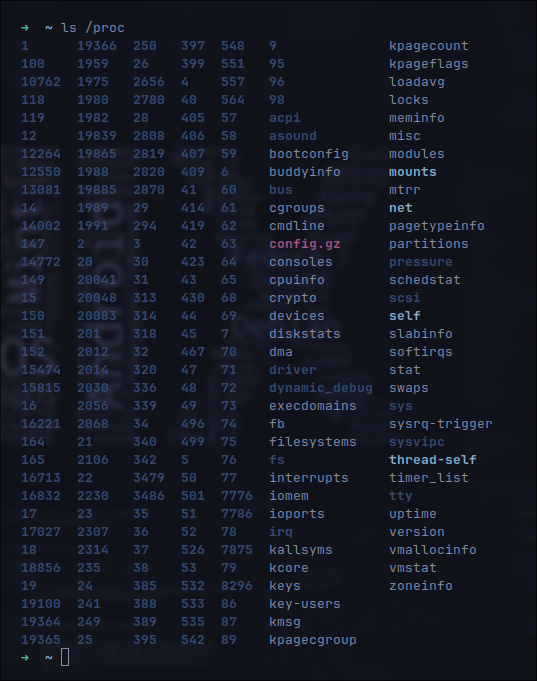 → ~ ls /proc
1 19366 250 397 548 9 kpagecount
100 1959 26 399 551 95 kpageflags
10762 1975 2656 4 557 96 loadavg
118 1980 2780 40 564 98 locks
119 1982 28 405 57 acpi meminfo
12 19839 2808 406 58 asound misc
12264 19865 2819 407 59 bootconfig modules
12550 1988 2820 409 6 buddyinfo mounts
13081 19885 2870 41 60 bus mtrr
14 1989 29 414 61 cgroups net
14002 1991 294 419 62 cmdline pagetypeinfo
147 2 3 42 63 config.gz partitions
14772 20 30 423 64 consoles pressure
149 20041 31 43 65 cpuinfo schedstat
15 20048 313 430 68 crypto scsi
150 20083 314 44 69 devices self
151 201 318 45 7 diskstats slabinfo
152 2012 32 467 70 dma softirqs
15474 2014 320 47 71 driver stat
15815 2030 336 48 72 dynamic_debug swaps
16 2056 339 49 73 execdomains sys
16221 2068 34 496 74 fb sysrq-trigger
164 21 340 499 75 filesystems sysvipc
165 2106 342 5 76 fs thread-self
16713 22 3479 50 77 interrupts timer_list
16832 2230 3486 501 7776 iomem tty
17 23 35 51 7786 ioports uptime
17027 2307 36 52 78 irq version
18 2314 37 526 7875 kallsyms vmallocinfo
18856 235 38 53 79 kcore vmstat
19 24 385 532 8296 keys zoneinfo
19100 241 388 533 86 key-users
19364 249 389 535 87 kmsg
19365 25 395 542 89 kpagecgroup
→ ~